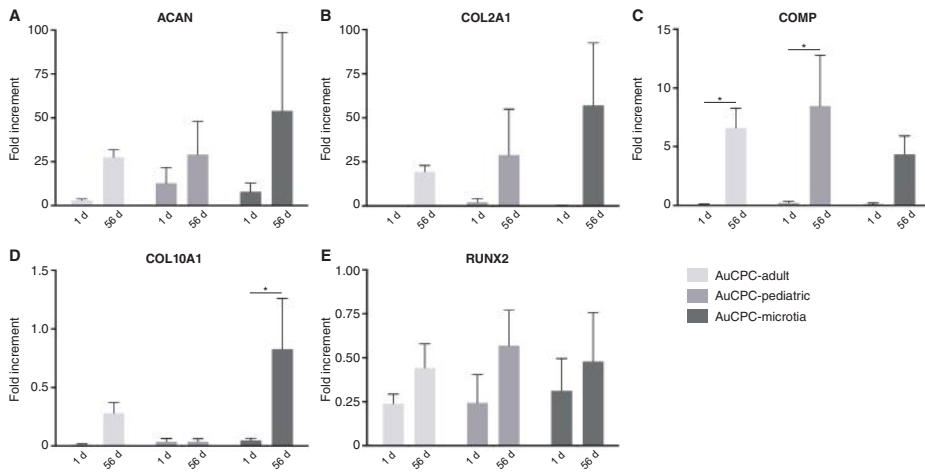 A
ACAN
Fold increment
100
75
50
25
0
1 d
56 d
1 d
56 d
1 d
56 d
B
COL2A1
Fold increment
100
75
50
25
0
1 d
56 d
1 d
56 d
1 d
56 d
C
COMP
Fold increment
15
10
5
0
*
*
1 d
56 d
1 d
56 d
1 d
56 d
D
COL10A1
Fold increment
1.5
1.0
0.5
0
*
1 d
56 d
1 d
56 d
1 d
56 d
E
RUNX2
Fold increment
1.00
0.75
0.50
0.25
0
1 d
56 d
1 d
56 d
1 d
56 d
AuCPC-adult
AuCPC-pediatric
AuCPC-microtia